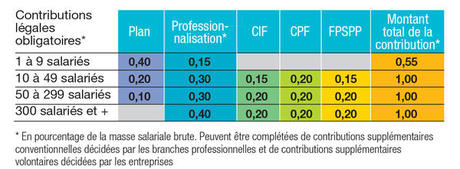 Contributions légales obligatoires* Plan Profession-nalisation* CIF CPF FPSPP Montant total de la contribution*
1 à 9 salariés 0,40 0,15 0,55
10 à 49 salariés 0,20 0,30 0,15 0,20 0,15 1,00
50 à 299 salariés 0,10 0,30 0,20 0,20 0,20 1,00
300 salariés et + 0,40 0,20 0,20 0,20 1,00
* En pourcentage de la masse salariale brute. Peuvent être complétées de contributions supplémentaires
conventionnelles décidées par les branches professionnelles et de contributions supplémentaires
volontaires décidées par les entreprises